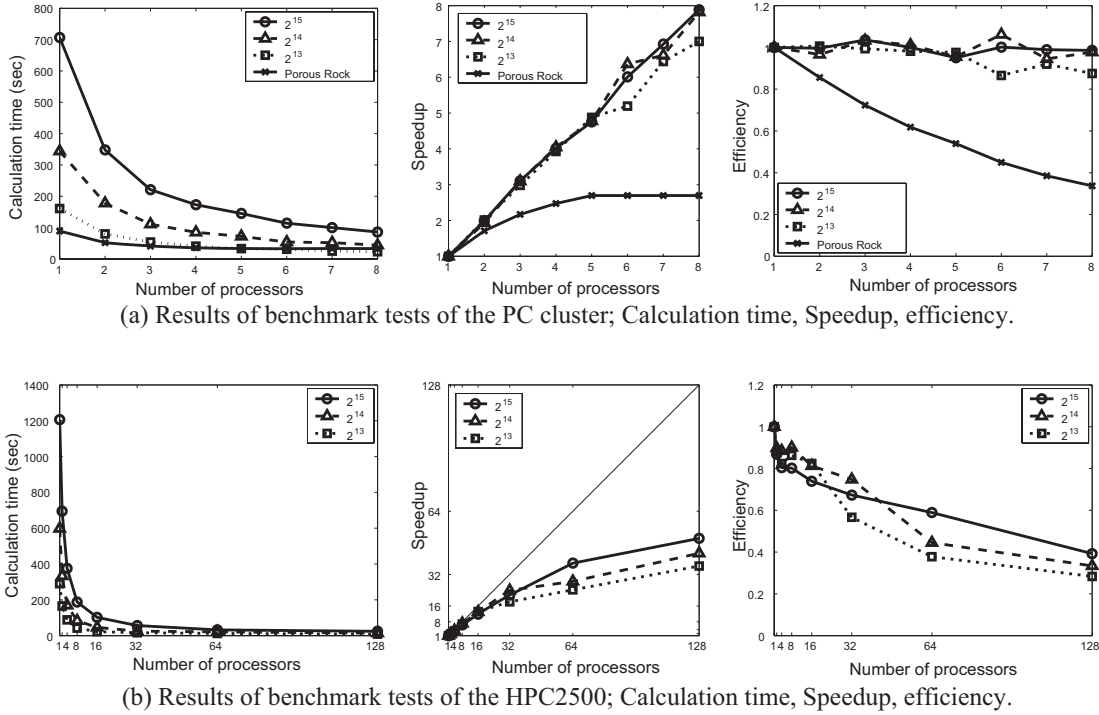 Calculation time (sec)
800
700
600
500
400
300
200
100
0
1 2 3 4 5 6 7 8
Number of processors
2^15
2^14
2^13
Porous Rock
Speedup
8
7
6
5
4
3
2
1
1 2 3 4 5 6 7 8
Number of processors
2^15
2^14
2^13
Porous Rock
Efficiency
1.2
1
0.8
0.6
0.4
0.2
0
1 2 3 4 5 6 7 8
Number of processors
2^15
2^14
2^13
Porous Rock
(a) Results of benchmark tests of the PC cluster; Calculation time, Speedup, efficiency.
Calculation time (sec)
1400
1200
1000
800
600
400
200
0
1 4 8 16 32 64 128
Number of processors
2^15
2^14
2^13
Speedup
128
64
32
16
8
4
1
1 4 8 16 32 64 128
Number of processors
2^15
2^14
2^13
Efficiency
1.2
1
0.8
0.6
0.4
0.2
0
1 4 8 16 32 64 128
Number of processors
2^15
2^14
2^13
(b) Results of benchmark tests of the HPC2500; Calculation time, Speedup, efficiency.